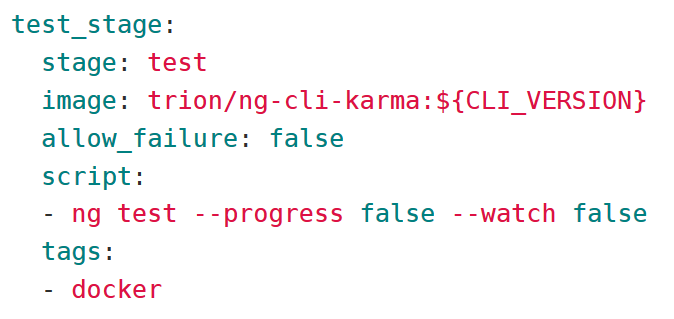 test_stage:
  stage: test
  image: trion/ng-cli-karma:${CLI_VERSION}
  allow_failure: false
  script:
  - ng test --progress false --watch false
  tags:
  - docker